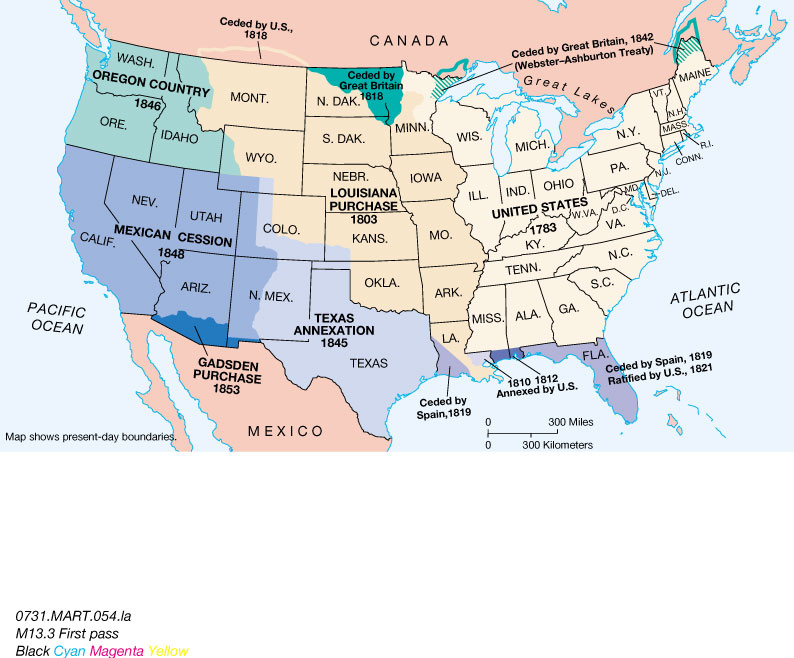 Ceded by U.S.,
1818
CANADA
Ceded by Great Britain, 1842
(Webster–Ashburton Treaty)
Great Lakes
WASH.
OREGON COUNTRY
1846
ORE.
IDAHO
MONT.
Ceded by
Great Britain
1818
N. DAK.
S. DAK.
MINN.
WIS.
MICH.
MAINE
VT.
N.H.
MASS.
R.I.
CONN.
N.Y.
N.J.
PA.
DEL.
MD.
D.C.
WYO.
NEBR.
LOUISIANA
PURCHASE
1803
IOWA
ILL.
IND.
OHIO
UNITED STATES
1783
W.VA.
VA.
KY.
NEV.
UTAH
COLO.
KANS.
MO.
CALIF.
MEXICAN CESSION
1848
TENN.
N.C.
S.C.
ARIZ.
N. MEX.
OKLA.
ARK.
MISS.
ALA.
GA.
TEXAS
ANNEXATION
1845
TEXAS
LA.
FLA.
PACIFIC
OCEAN
ATLANTIC
OCEAN
GADSDEN
PURCHASE
1853
Ceded by Spain, 1819
Ratified by U.S., 1821
1810 1812
Annexed by U.S.
Ceded by
Spain,1819
MEXICO
Map shows present-day boundaries.
0 300 Miles
0 300 Kilometers
0731.MART.054.la
M13.3 First pass
Black Cyan Magenta Yellow